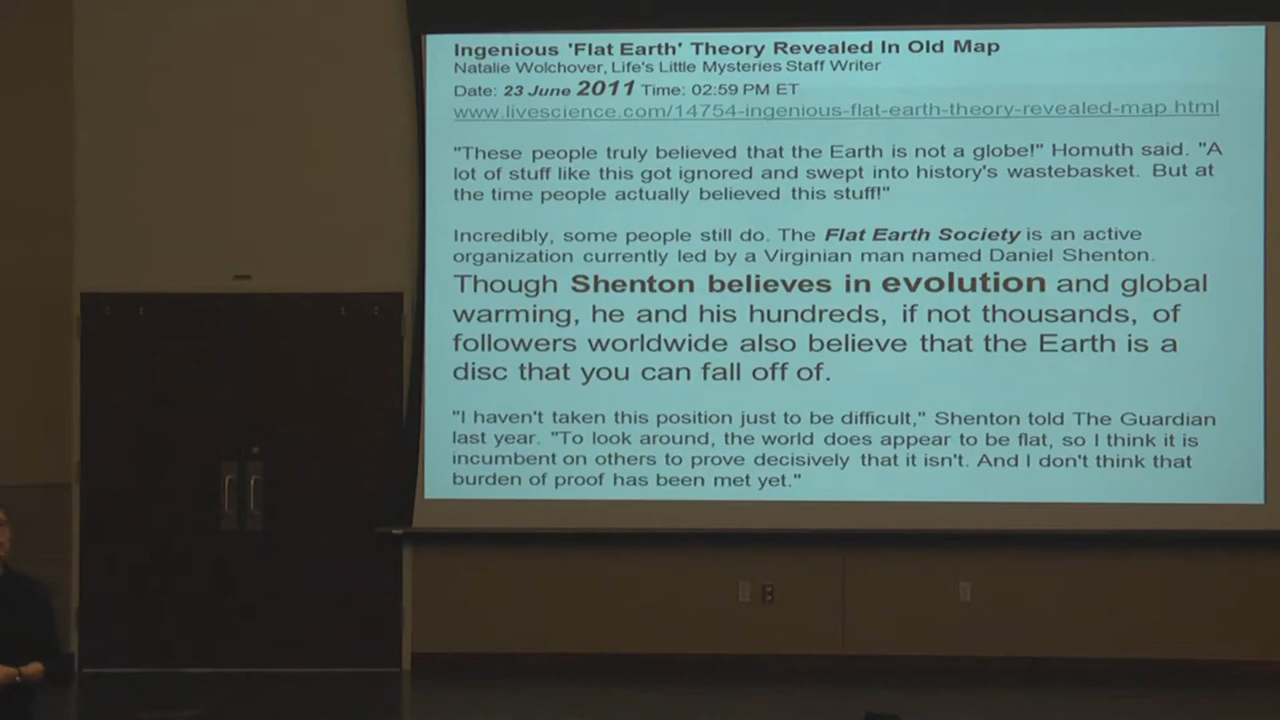 Ingenious 'Flat Earth' Theory Revealed In Old Map
Natalie Wolchover, Life's Little Mysteries Staff Writer
Date: 23 June 2011 Time: 02:59 PM ET
www.livescience.com/14754-ingenious-flat-earth-theory-revealed-map.html
"These people truly believed that the Earth is not a globe!" Homuth said. "A
lot of stuff like this got ignored and swept into history's wastebasket. But at
the time people actually believed this stuff!"
Incredibly, some people still do. The Flat Earth Society is an active
organization currently led by a Virginian man named Daniel Shenton.
Though Shenton believes in evolution and global
warming, he and his hundreds, if not thousands, of
followers worldwide also believe that the Earth is a
disc that you can fall off of.
"I haven't taken this position just to be difficult," Shenton told The Guardian
last year. "To look around, the world does appear to be flat, so I think it is
incumbent on others to prove decisively that it isn't. And I don't think that
burden of proof has been met yet."